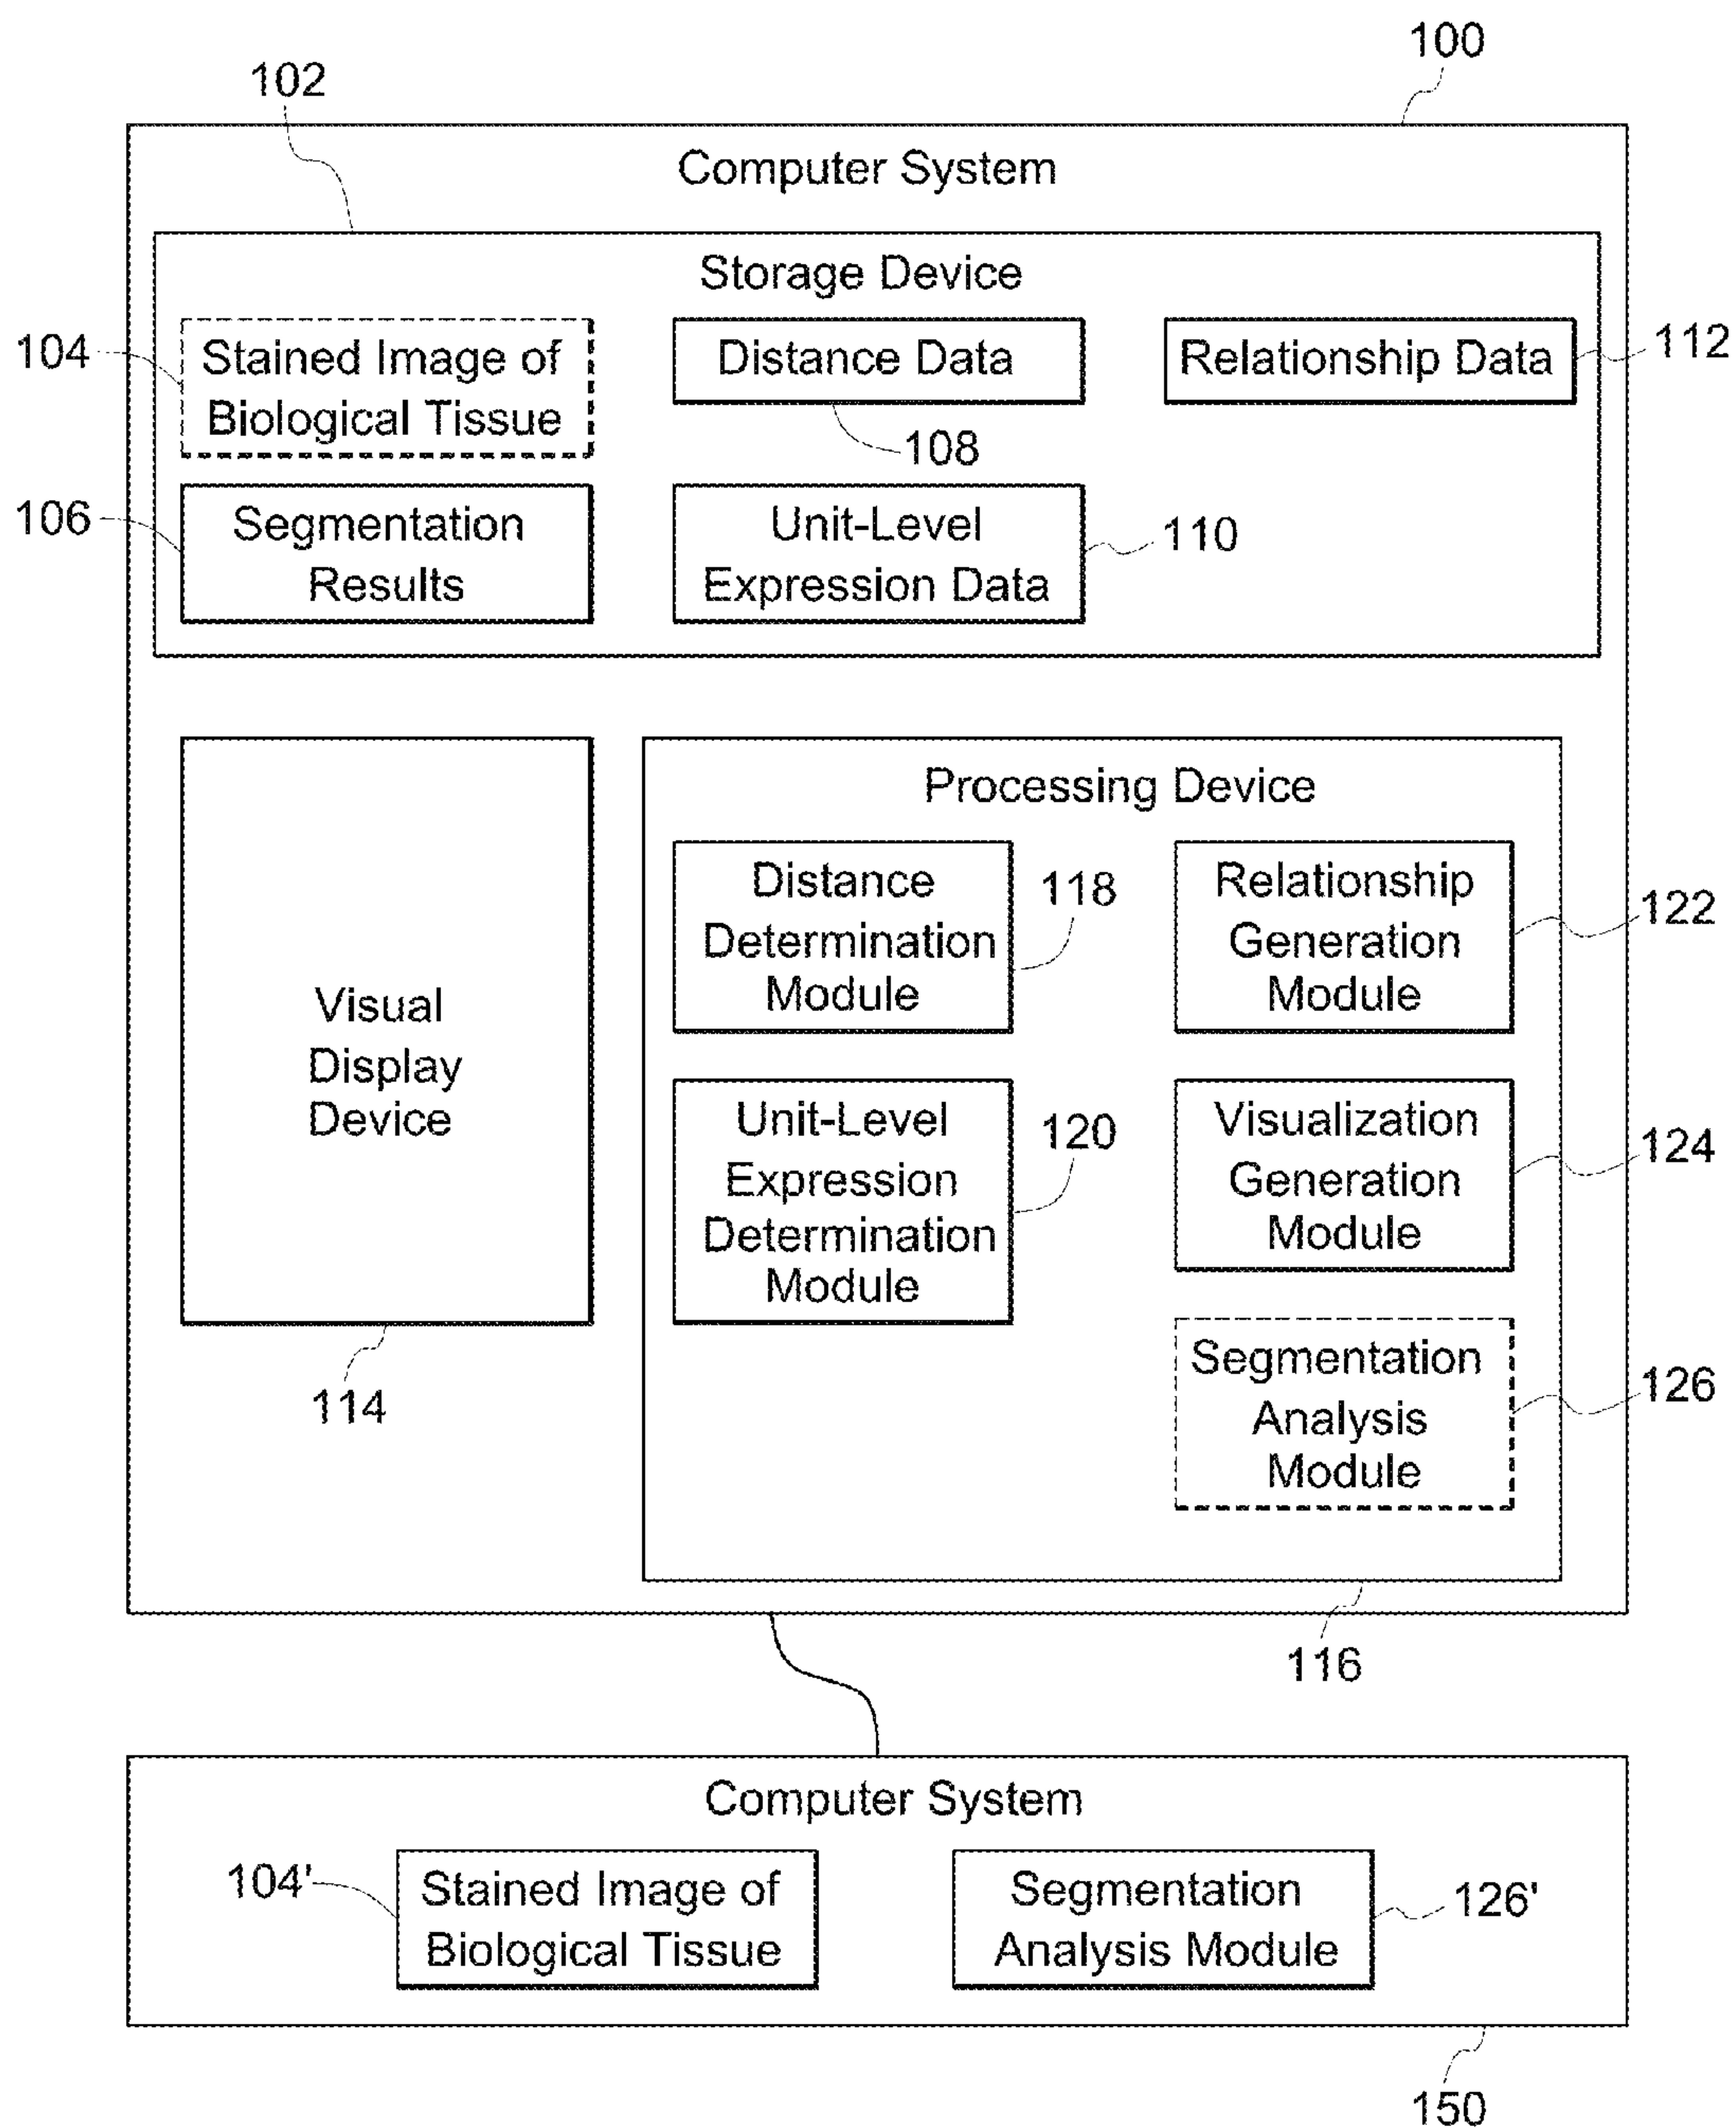 100
102
Computer System
Storage Device
104
Stained Image of
Biological Tissue
Distance Data
108
Relationship Data
112
106
Segmentation
Results
Unit-Level
Expression Data
110
Visual
Display
Device
114
Processing Device
Distance
Determination
Module
118
Relationship
Generation
Module
122
Unit-Level
Expression
Determination
Module
120
Visualization
Generation
Module
124
Segmentation
Analysis
Module
126
116
Computer System
104'
Stained Image of
Biological Tissue
Segmentation
Analysis Module
126'
150